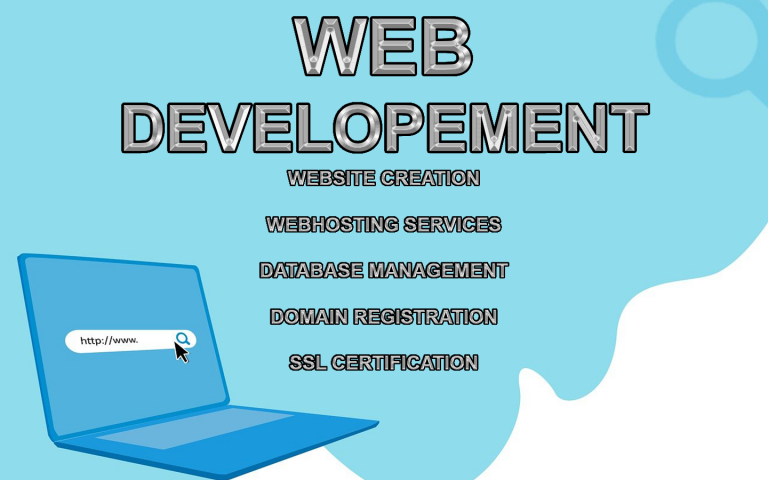 WEB
DEVELOPEMENT
WEBSITE CREATION
WEBHOSTING SERVICES
DATABASE MANAGEMENT
DOMAIN REGISTRATION
SSL CERTIFICATION
http://www.